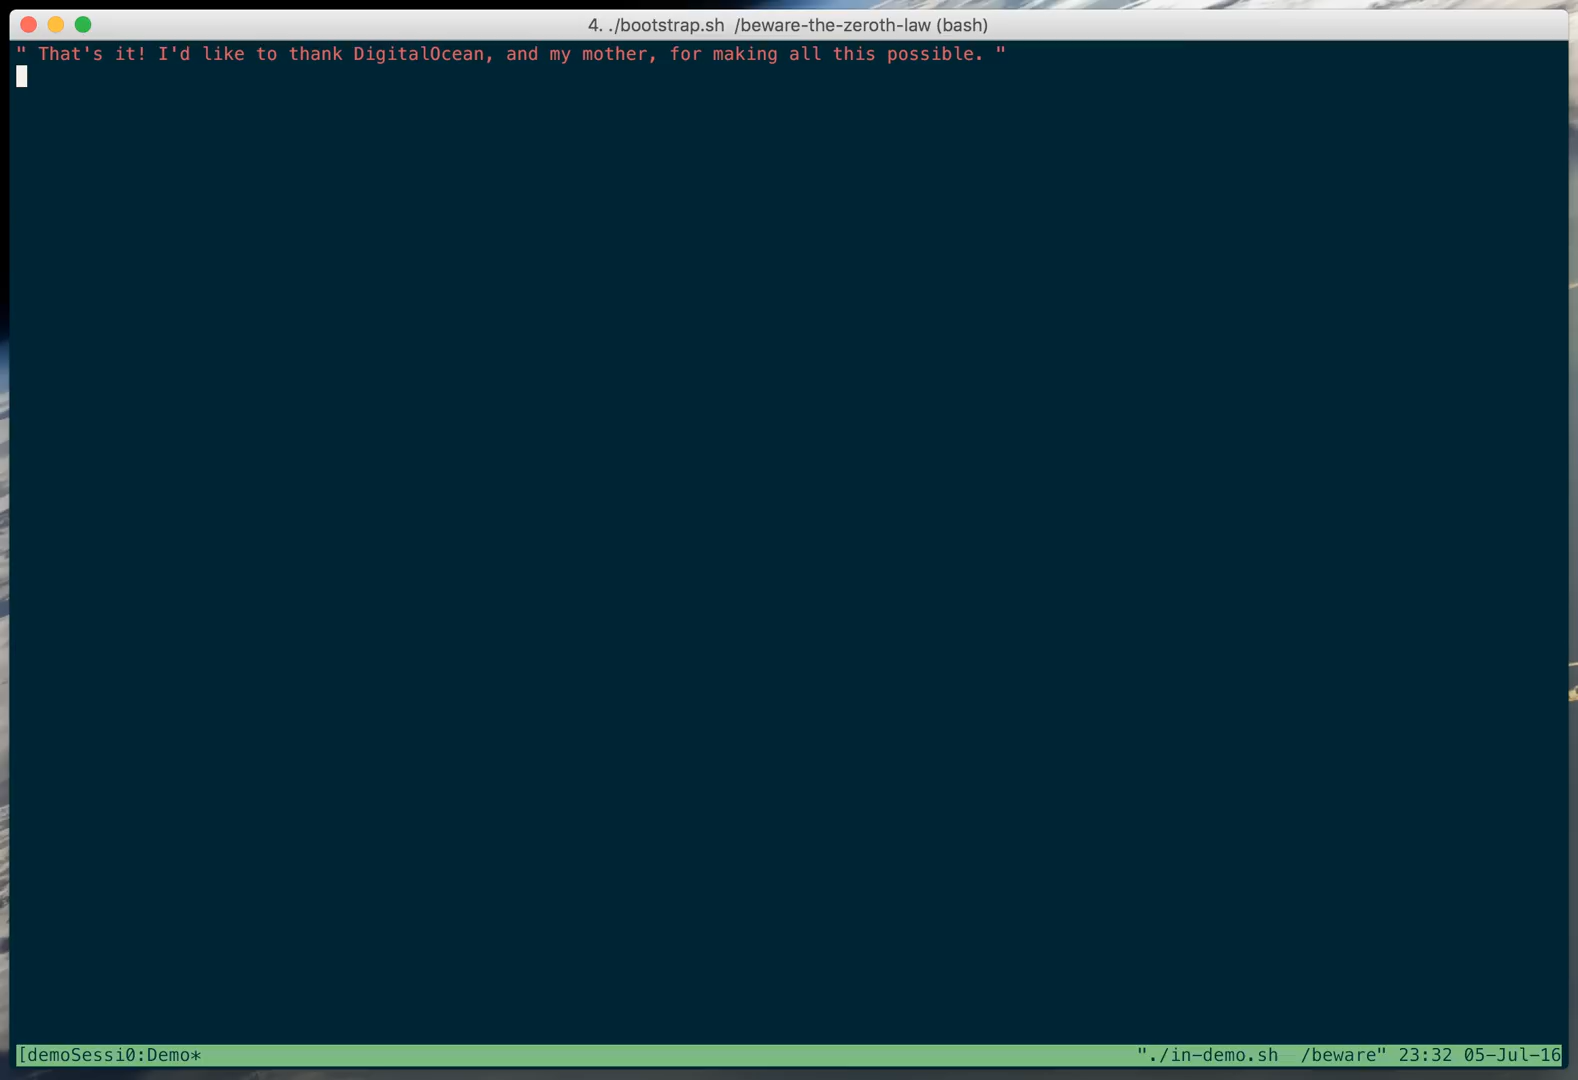 4. ./bootstrap.sh /beware-the-zeroth-law (bash)
" That's it! I'd like to thank DigitalOcean, and my mother, for making all this possible. "
[demoSessi0:Demo* "./in-demo.sh /beware" 23:32 05-Jul-16